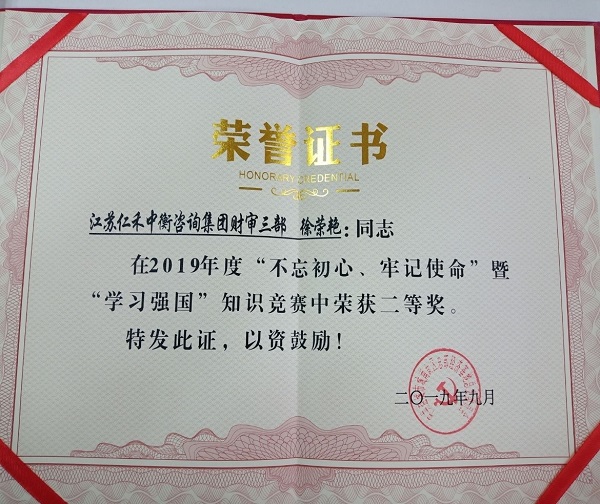 荣誉证书
HONORARY CREDENTIAL
江苏仁禾中衡咨询集团财审三部 徐荣艳:同志
在2019年度“不忘初心、牢记使命”暨
“学习强国”知识竞赛中荣获二等奖。
特发此证，以资鼓励!
二〇一九年九月